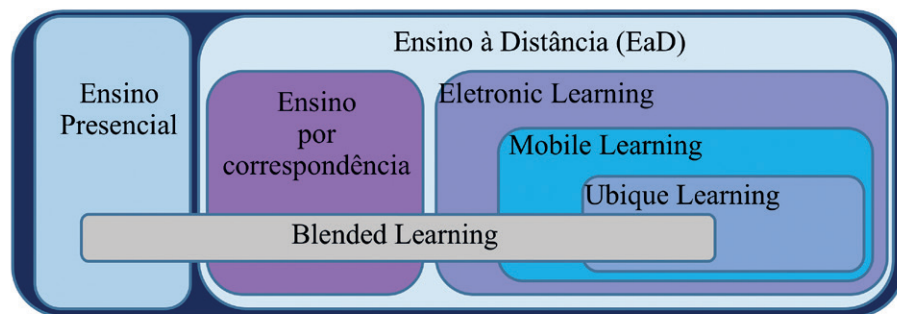 Ensino à Distância (EaD)
Ensino
Presencial
Ensino
por
correspondência
Eletronic Learning
Mobile Learning
Ubique Learning
Blended Learning